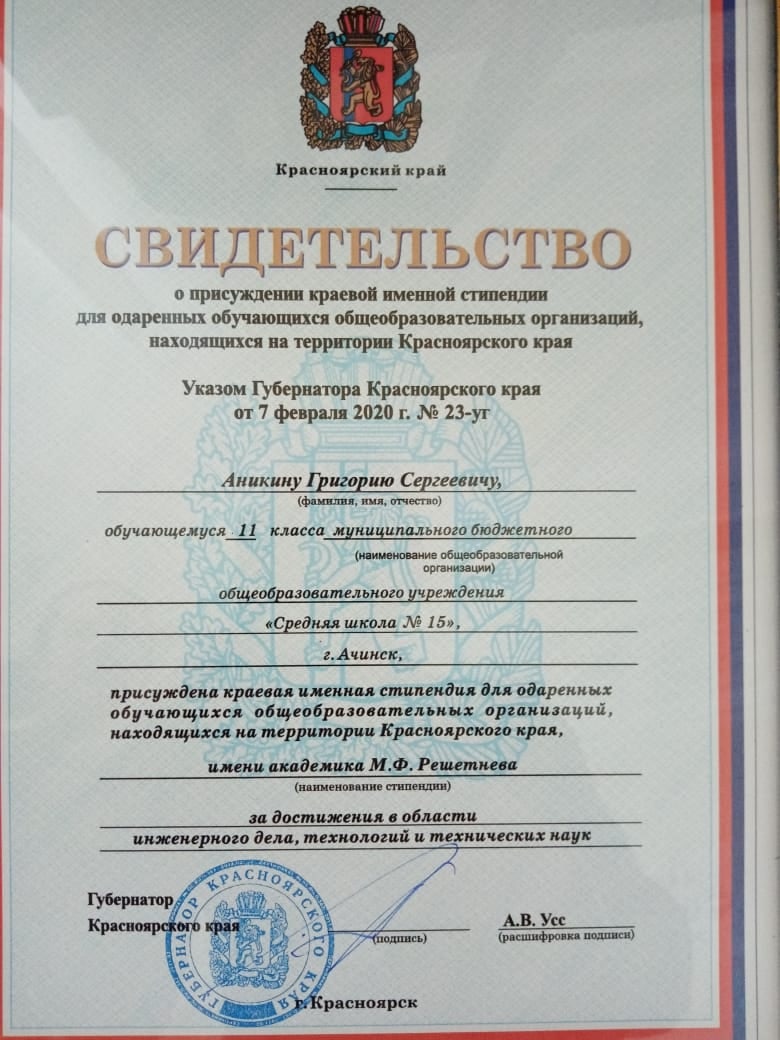 Красноярский край
СВИДЕТЕЛЬСТВО
о присуждении краевой именной стипендии
для одаренных обучающихся общеобразовательных организаций,
находящихся на территории Красноярского края
Указом Губернатора Красноярского края
от 7 февраля 2020 г. № 23-уг
Аникину Григорию Сергеевичу,
(фамилия, имя, отчество)
обучающемуся 11 класса муниципального бюджетного
(наименование общеобразовательной
организации)
общеобразовательного учреждения
«Средняя школа № 15»,
г. Ачинск,
присуждена краевая именная стипендия для одаренных
обучающихся общеобразовательных организаций,
находящихся на территории Красноярского края,
имени академика М.Ф. Решетнева
(наименование стипендии)
за достижения в области
инженерного дела, технологий и технических наук
Губернатор
Красноярского края
(подпись)
А.В. Усс
(расшифровка подписи)
ГУБЕРНАТОР КРАСНОЯРСКОГО КРАЯ
г. Красноярск